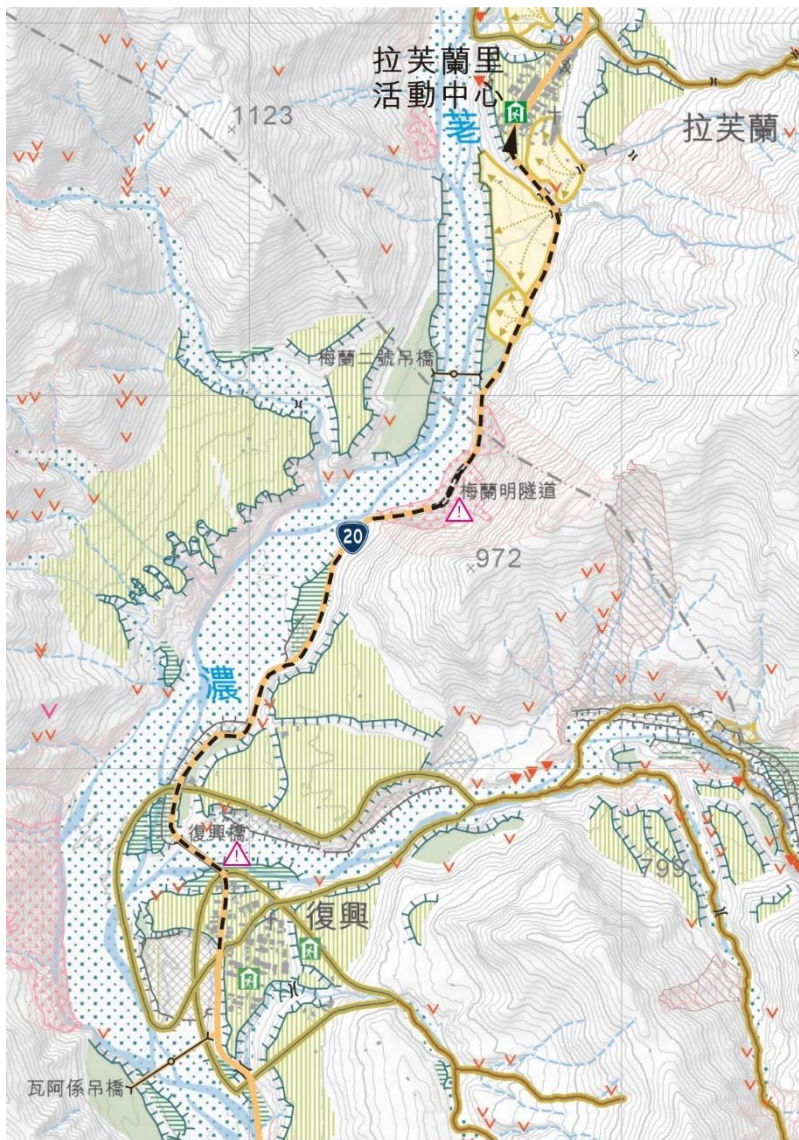 拉芙蘭里
活動中心
1123
荖
拉芙蘭
梅蘭二號吊橋
梅蘭明隧道
!
20
972
濃
復興橋
!
799
復興
瓦阿係吊橋